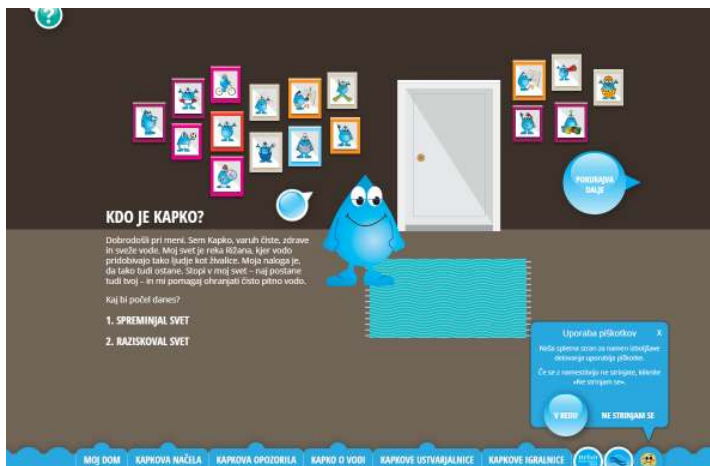 ?
POKUKAJVA
DALJE
KDO JE KAPKO?
Dobrodošli pri meni. Sem Kapko, varuh čiste, zdrave
in sveže vode. Moj svet je reka Rižana, kjer vodo
pridobivajo tako ljudje kot živalice. Moja naloga je,
da tako tudi ostane. Stopi v moj svet – naj postane
tudi tvoj – in mi pomagaj ohranjati čisto pitno vodo.
Kaj bi počel danes?
1. SPREMINJAL SVET
2. RAZISKOVAL SVET
Uporaba piškotkov X
Naša spletna stran za namen izboljšave
delovanja uporablja piškotke.
Če se z namestitvijo ne strinjate, kliknite
»Ne strinjam se«.
V REDU NE STRINJAM SE
MOJ DOM KAPKOVA NAČELA KAPKOVA OPOZORILA KAPKO O VODI KAPKOVE USTVARJALNICE KAPKOVE IGRALNICE